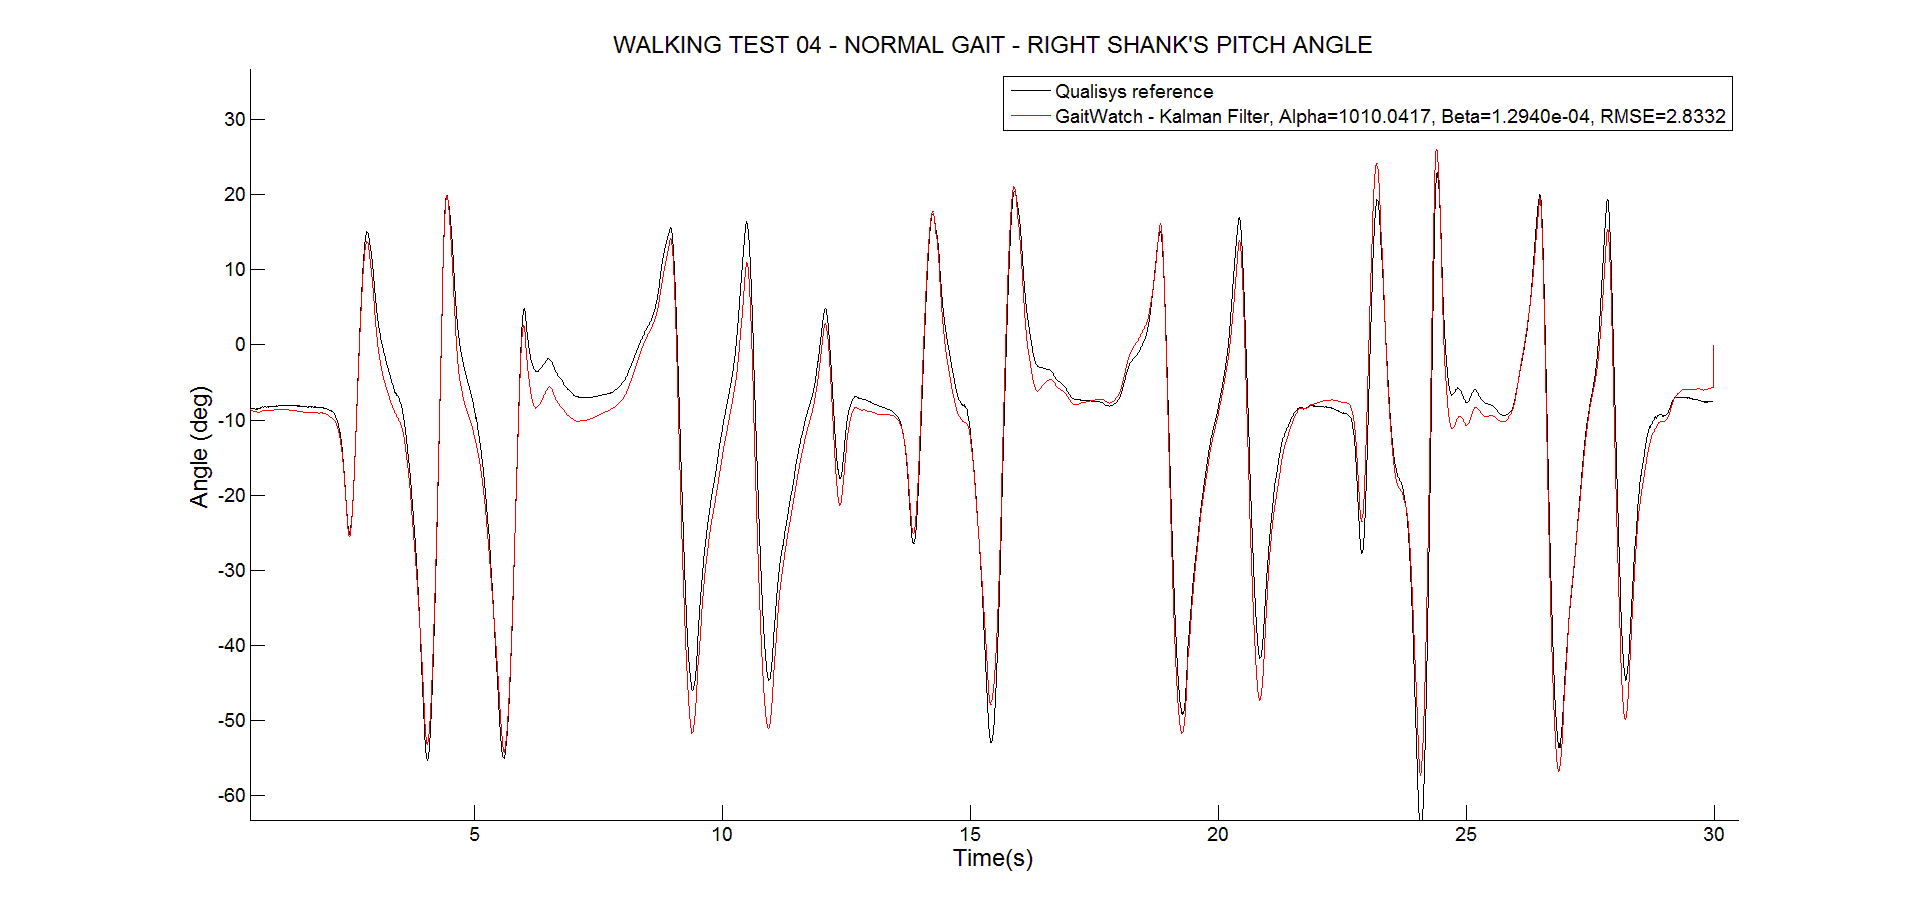 WALKING TEST 04 - NORMAL GAIT - RIGHT SHANK'S PITCH ANGLE
Qualisys reference
GaitWatch - Kalman Filter, Alpha=1010.0417, Beta=1.2940e-04, RMSE=2.8332
30
20
10
0
-10
-20
-30
-40
-50
-60
Angle (deg)
5 10 15 20 25 30
Time(s)